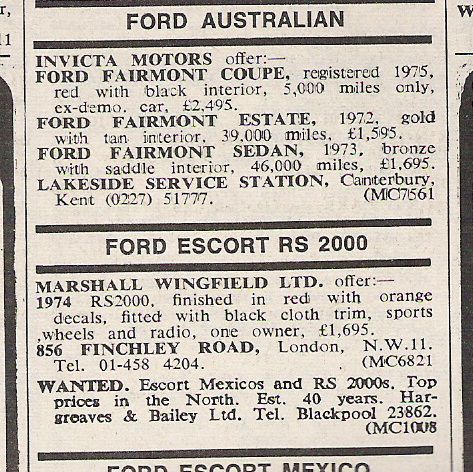 r,
11
W
FORD AUSTRALIAN
INVICTA MOTORS offer:—
FORD FAIRMONT COUPE, registered 1975,
red with black interior, 5,000 miles only,
ex-demo. car, £2,495.
FORD FAIRMONT ESTATE, 1972, gold
with tan interior, 39,000 miles, £1,595.
FORD FAIRMONT SEDAN, 1973, bronze
with saddle interior, 46,000 miles, £1,695.
LAKESIDE SERVICE STATION, Canterbury,
Kent (0227) 51777. (MC7561
FORD ESCORT RS 2000
MARSHALL WINGFIELD LTD. offer:—
1974 RS2000, finished in red with orange
decals, fitted with black cloth trim, sports
wheels and radio, one owner, £1,695.
856 FINCHLEY ROAD, London, N.W.11.
Tel. 01-458 4204. (MC6821
WANTED. Escort Mexicos and RS 2000s. Top
prices in the North. Est. 40 years. Har-
greaves & Bailey Ltd. Tel. Blackpool 23862.
(MC1008
FORD ESCORT MEXICO